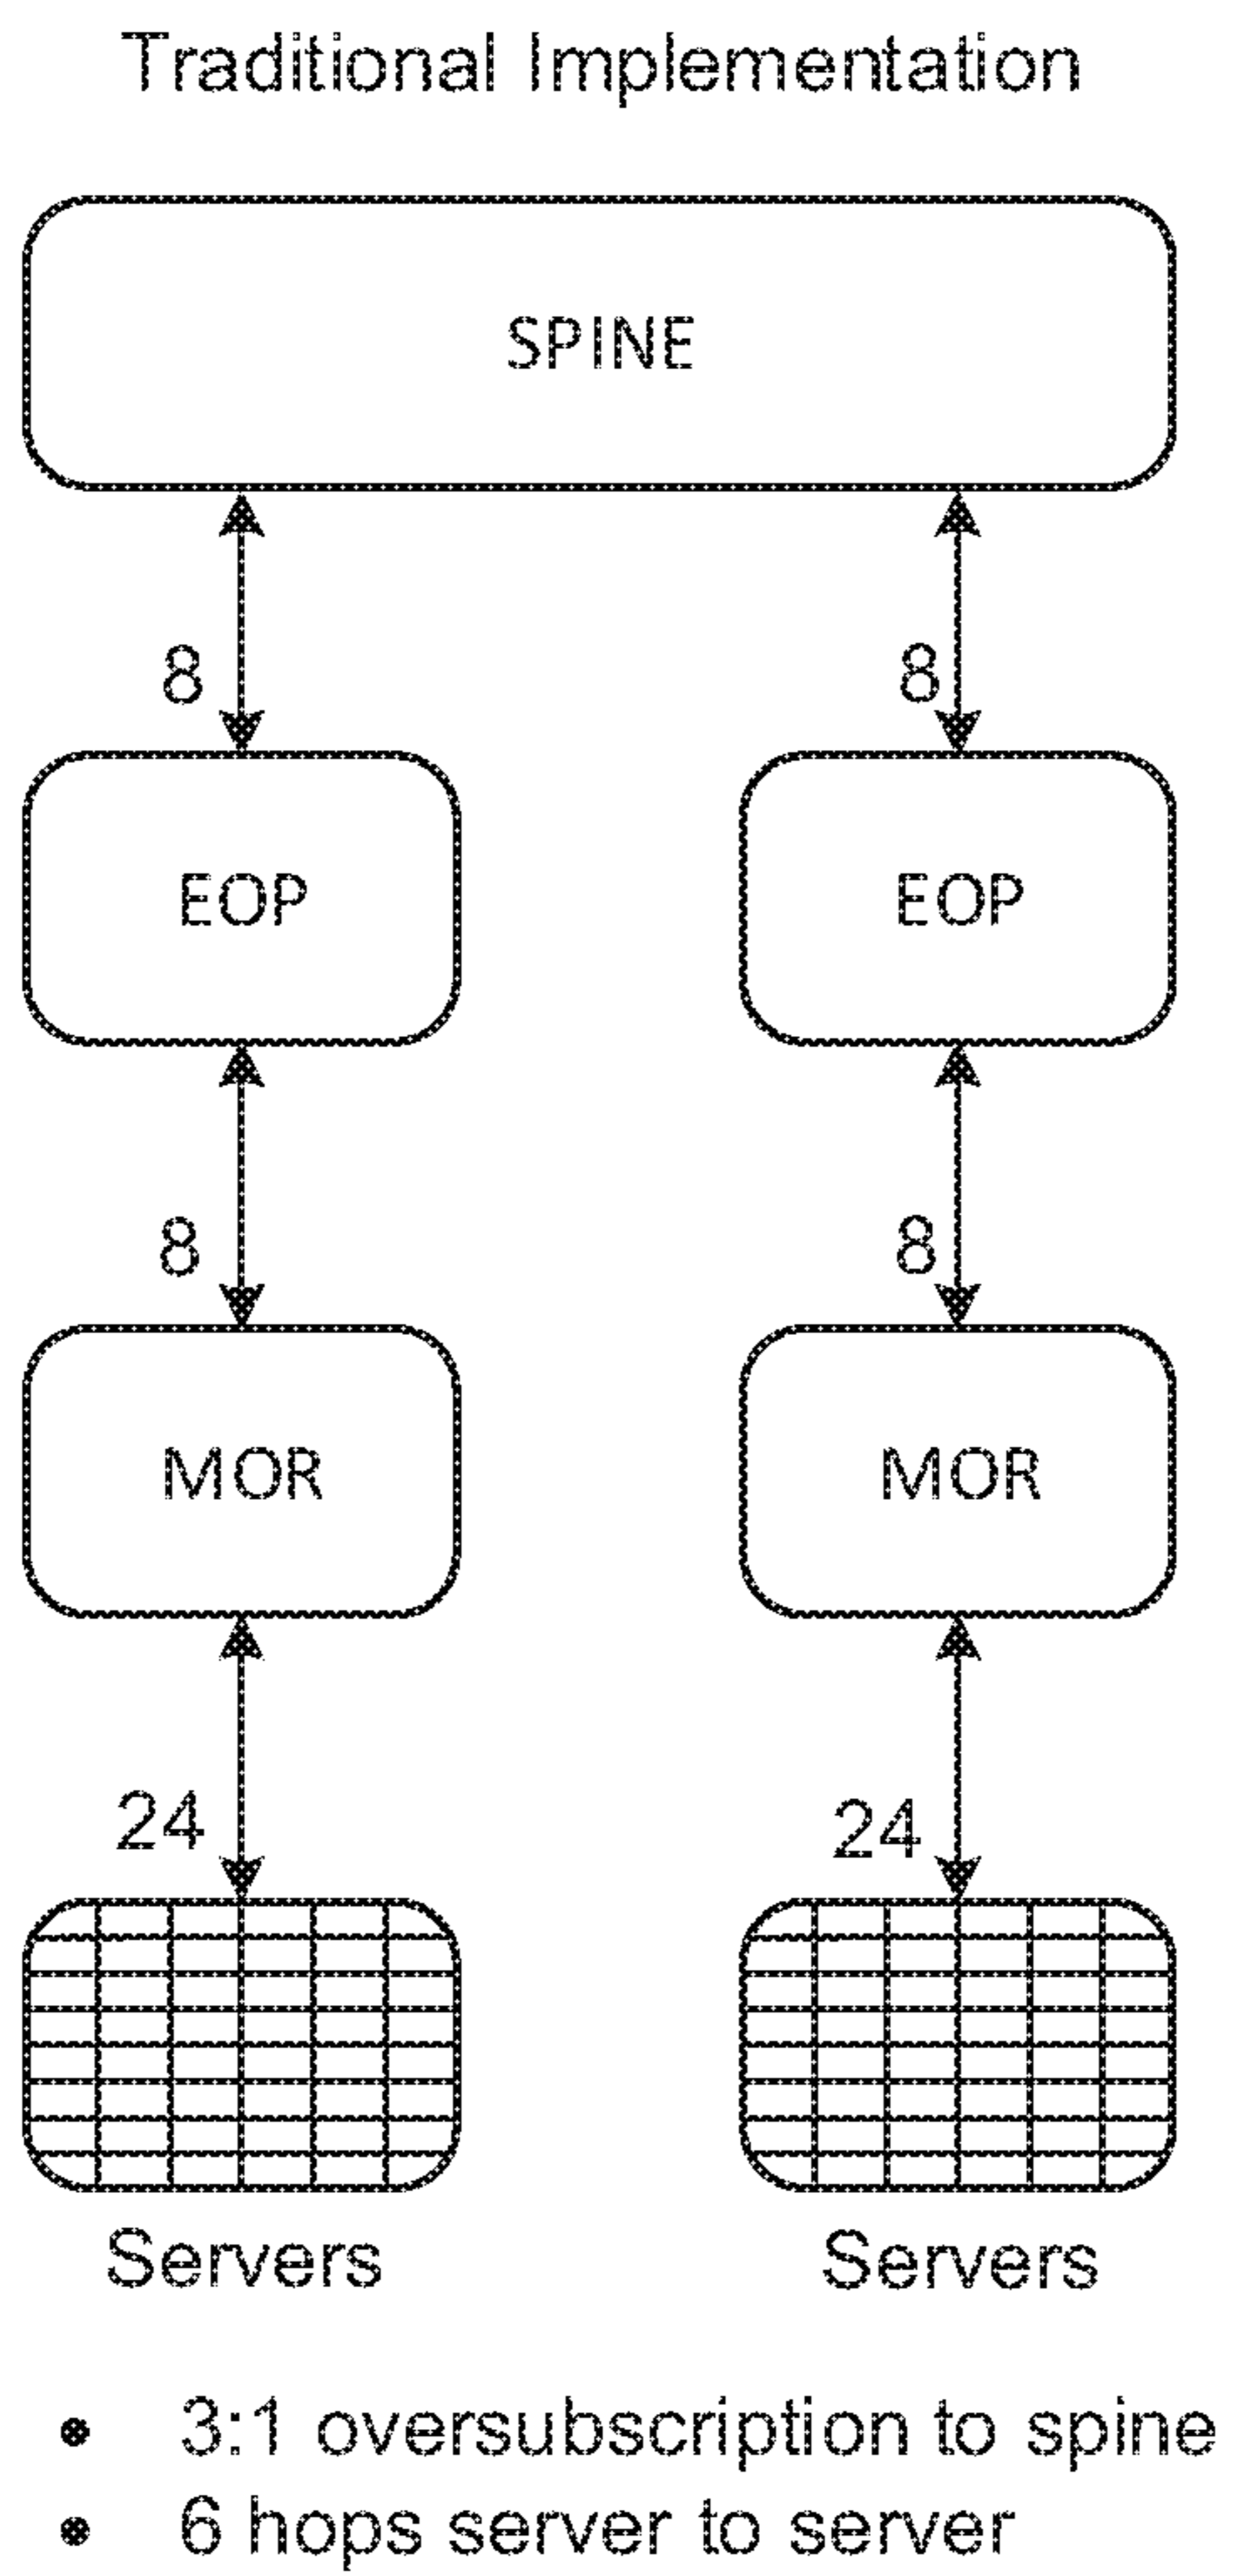 Traditional Implementation
SPINE
8 8
EOP EOP
8 8
MOR MOR
24 24
Servers Servers
• 3:1 oversubscription to spine
• 6 hops server to server